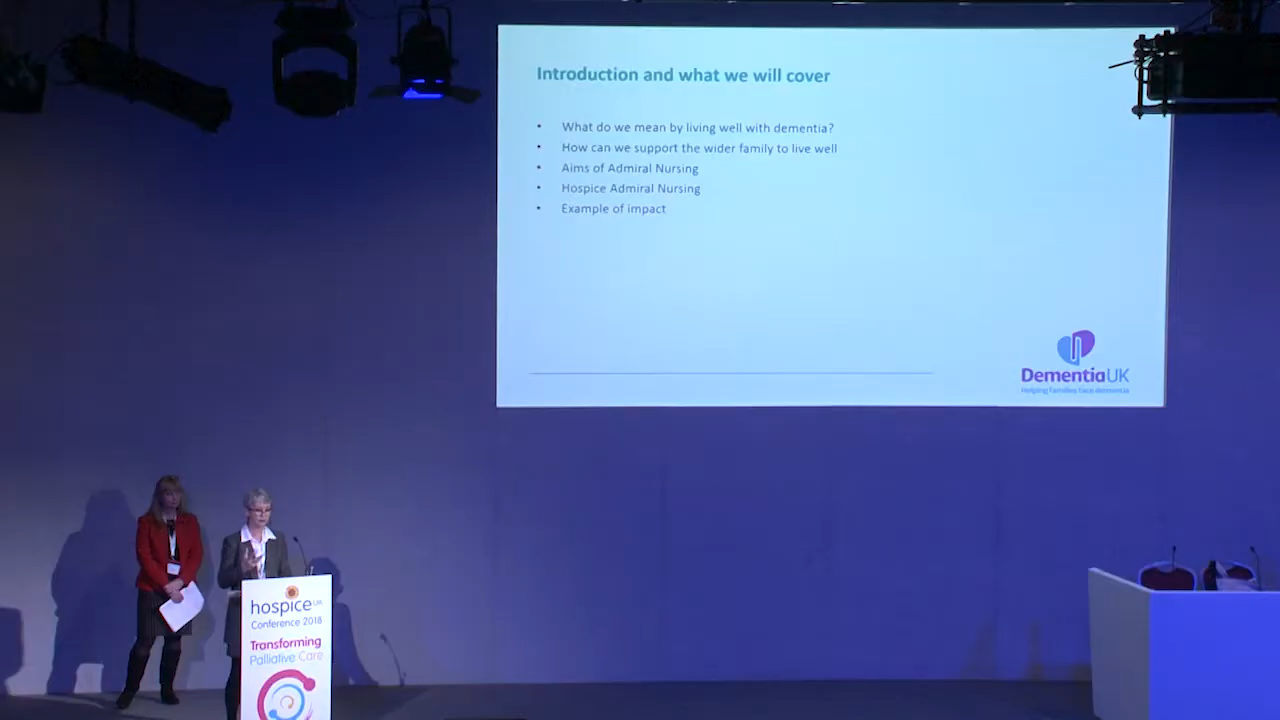 Introduction and what we will cover
• What do we mean by living well with dementia?
• How can we support the wider family to live well
• Aims of Admiral Nursing
• Hospice Admiral Nursing
• Example of impact
DementiaUK
Helping families face dementia
hospice UK
Conference 2018
Transforming
Palliative Care